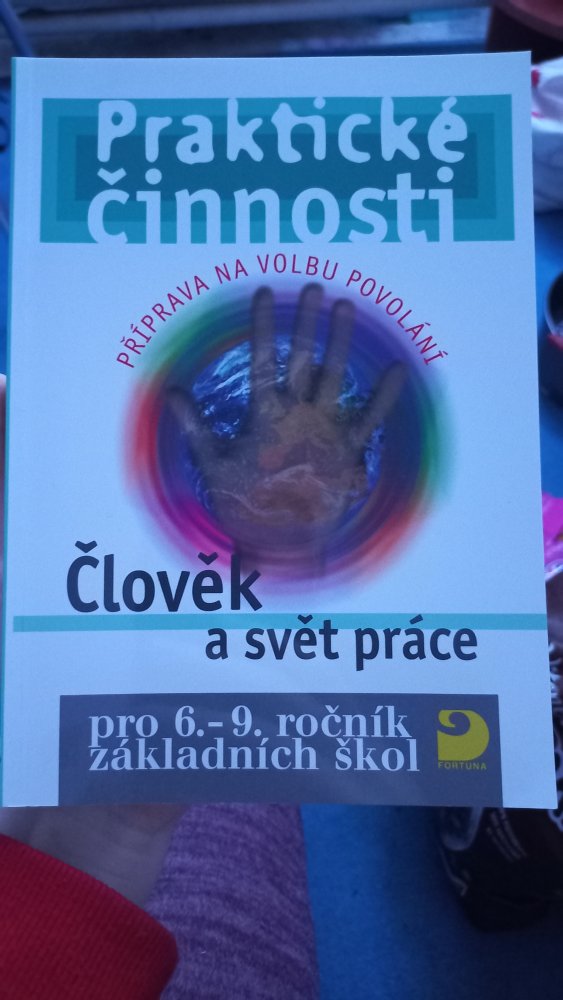 Praktické
činnosti
PŘÍPRAVA NA VOLBU POVOLÁNÍ
Člověk
a svět práce
pro 6.–9. ročník
základních škol
FORTUNA